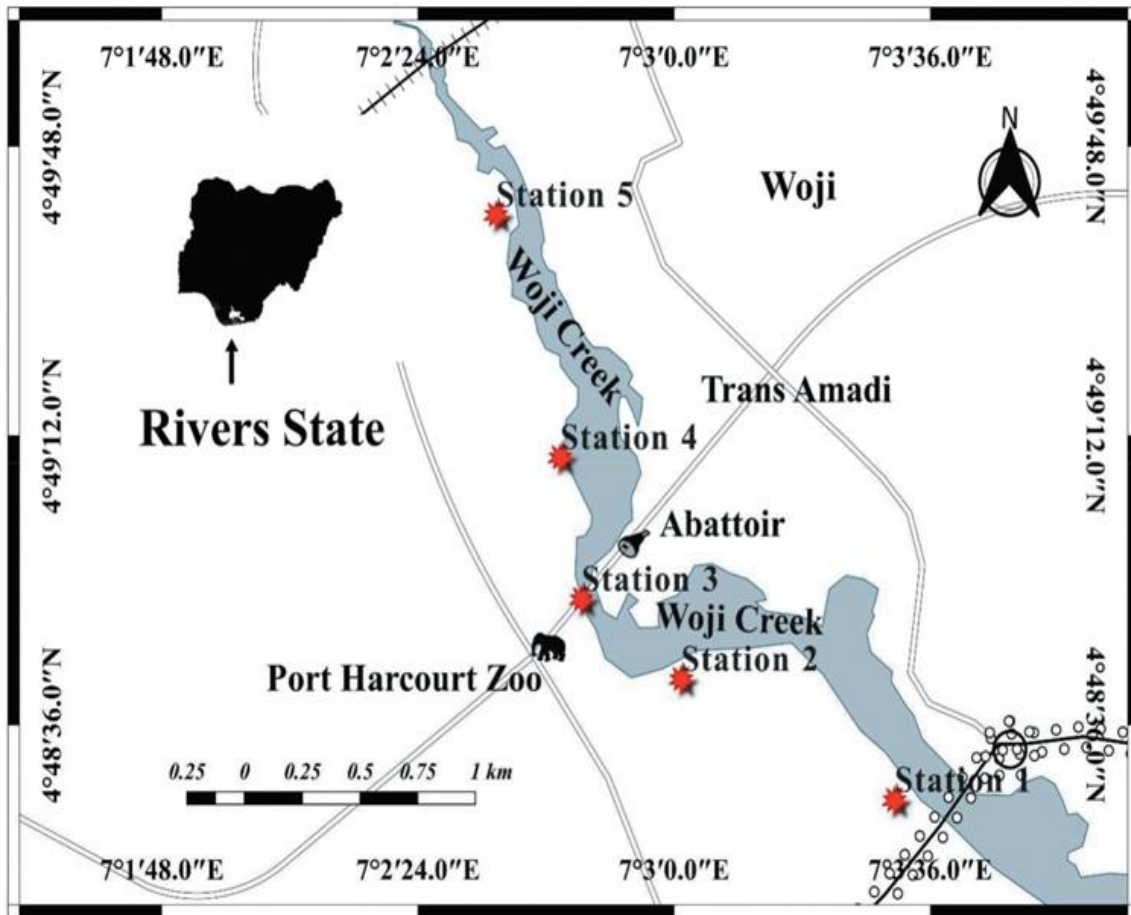 7°1'48.0"E
7°2'24.0"E
7°3'0.0"E
7°3'36.0"E
4°49'48.0"N
N
4°49'48.0"N
Woji
Station 5
Woji Creek
Trans Amadi
4°49'12.0"N
Rivers State
Station 4
4°49'12.0"N
Abattoir
Station 3
Woji Creek
Station 2
Port Harcourt Zoo
4°48'36.0"N
4°48'36.0"N
0.25 0 0.25 0.5 0.75 1 km
Station 1
7°1'48.0"E
7°2'24.0"E
7°3'0.0"E
7°3'36.0"E